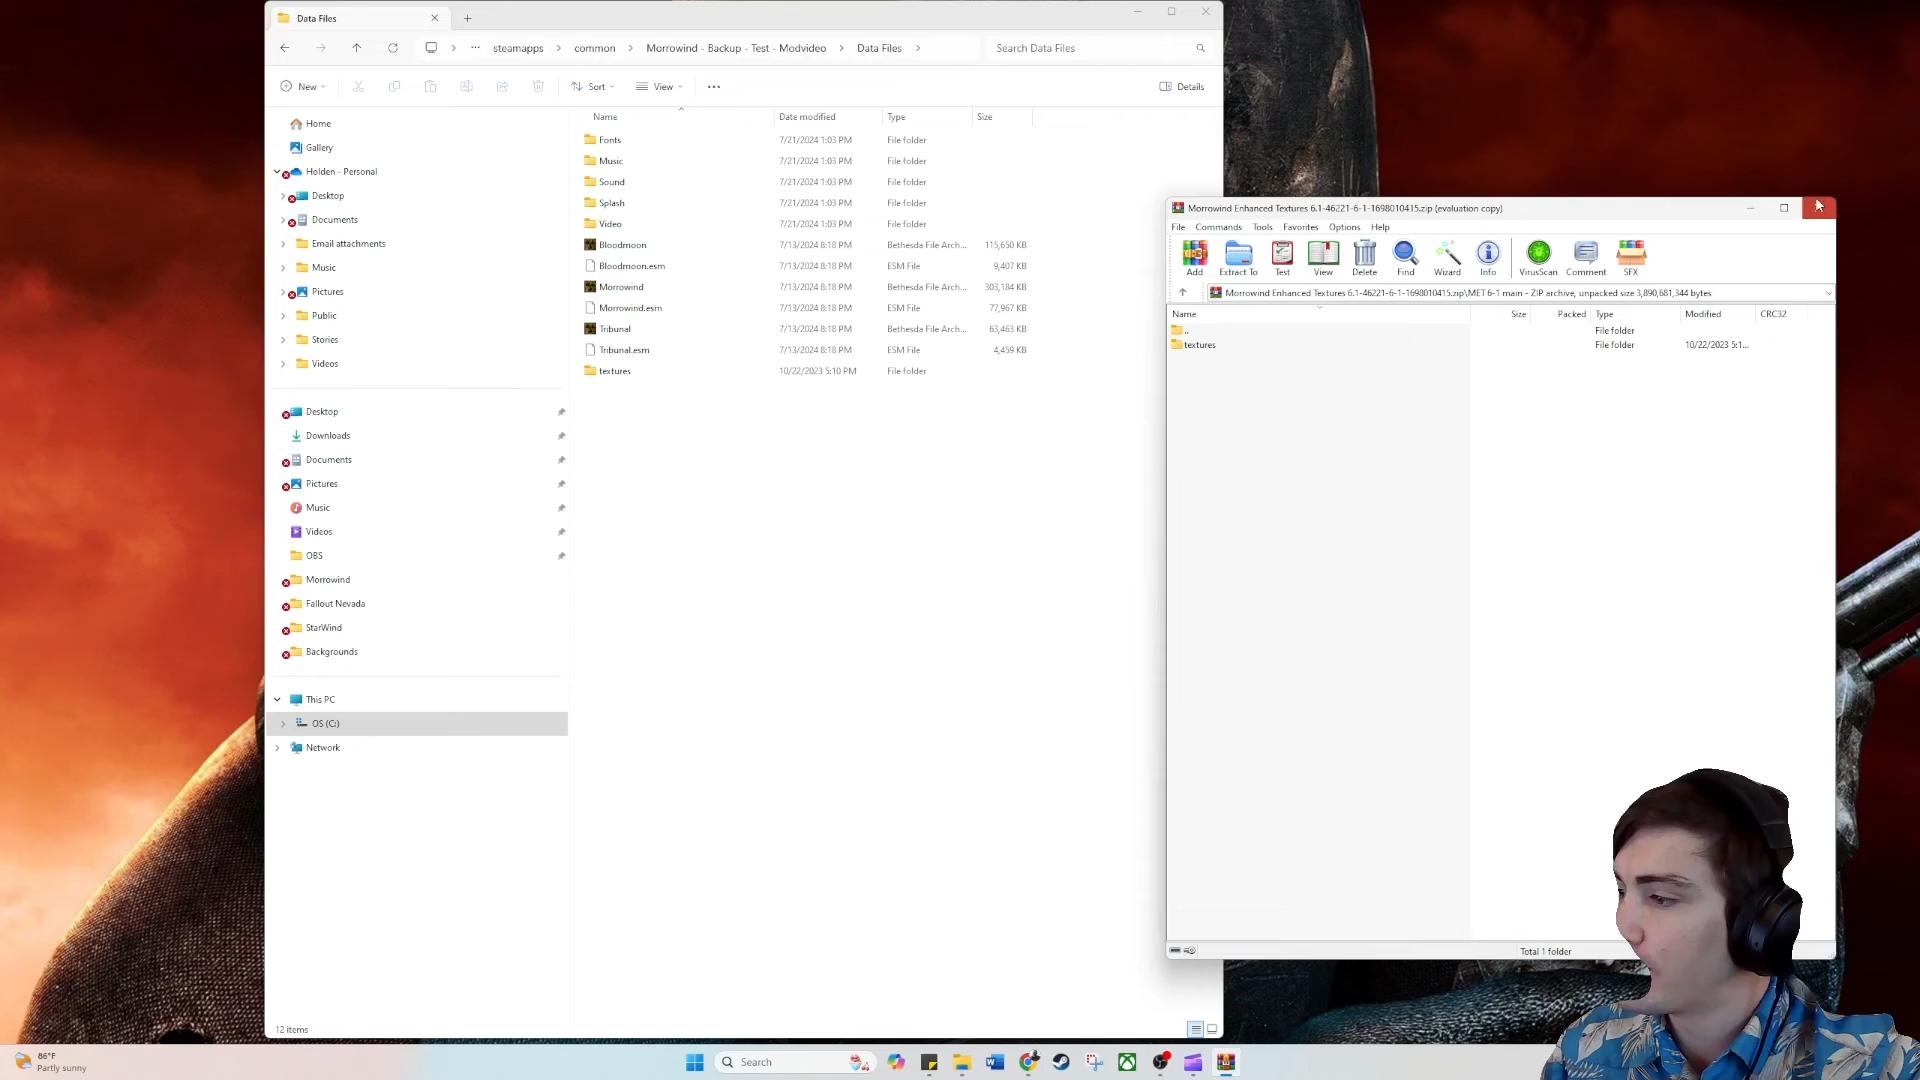 Data Files
steamapps > common > Morrowind - Backup - Test - Modvideo > Data Files >
Search Data Files
New
Sort
View
Details
Home
Gallery
Holden - Personal
Desktop
Documents
Email attachments
Music
Pictures
Public
Stories
Videos
Desktop
Downloads
Documents
Pictures
Music
Videos
OBS
Morrowind
Fallout Nevada
StarWind
Backgrounds
This PC
OS (C:)
Network
Name Date modified Type Size
Fonts 7/21/2024 1:03 PM File folder
Music 7/21/2024 1:03 PM File folder
Sound 7/21/2024 1:03 PM File folder
Splash 7/21/2024 1:03 PM File folder
Video 7/21/2024 1:03 PM File folder
Bloodmoon 7/13/2024 8:18 PM Bethesda File Arch... 115,650 KB
Bloodmoon.esm 7/13/2024 8:18 PM ESM File 9,407 KB
Morrowind 7/13/2024 8:18 PM Bethesda File Arch... 303,184 KB
Morrowind.esm 7/13/2024 8:18 PM ESM File 77,967 KB
Tribunal 7/13/2024 8:18 PM Bethesda File Arch... 63,463 KB
Tribunal.esm 7/13/2024 8:18 PM ESM File 4,459 KB
textures 10/22/2023 5:10 PM File folder
12 items
Morrowind Enhanced Textures 6.1-46221-6-1-1698010415.zip (evaluation copy)
File Commands Tools Favorites Options Help
Add Extract To Test View Delete Find Wizard Info VirusScan Comment SFX
Morrowind Enhanced Textures 6.1-46221-6-1-1698010415.zip\MET 6-1 main - ZIP archive, unpacked size 3,890,681,344 bytes
Name Size Packed Type Modified CRC32
.. File folder
textures File folder 10/22/2023 5:1...
Total 1 folder
86°F
Partly sunny
Search